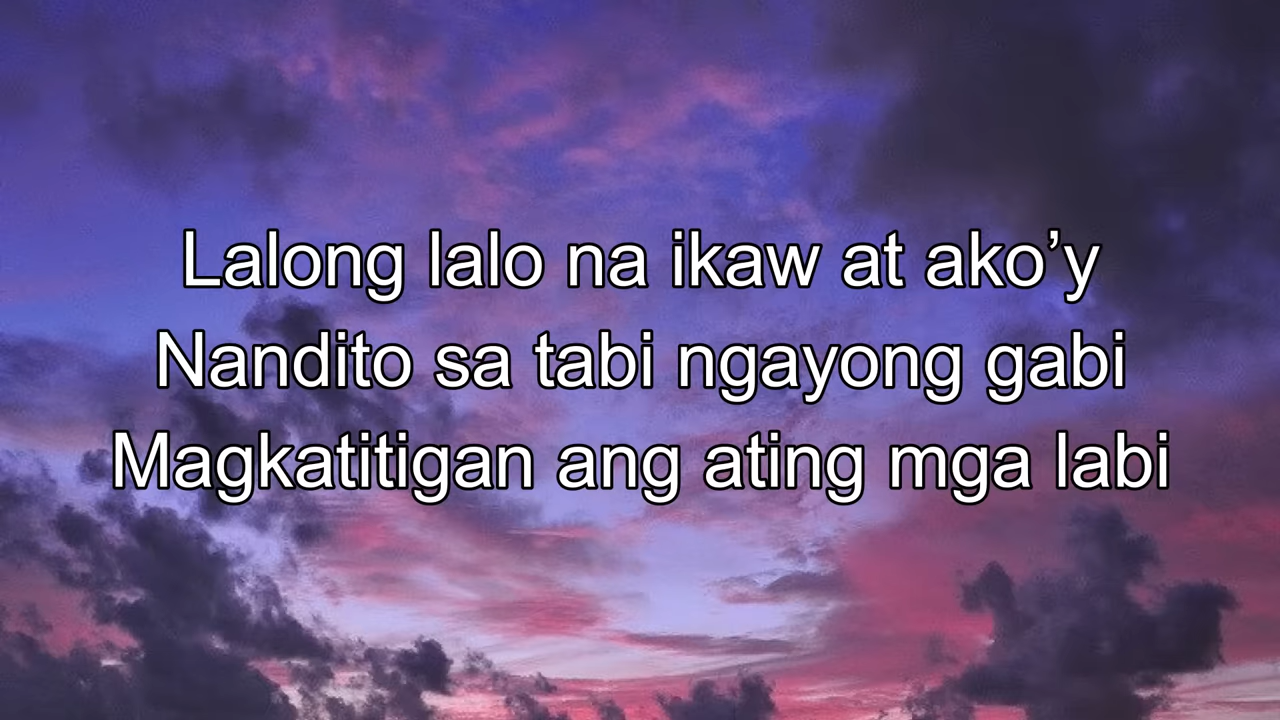 Lalong lalo na ikaw at ako’y
Nandito sa tabi ngayong gabi
Magkatitigan ang ating mga labi